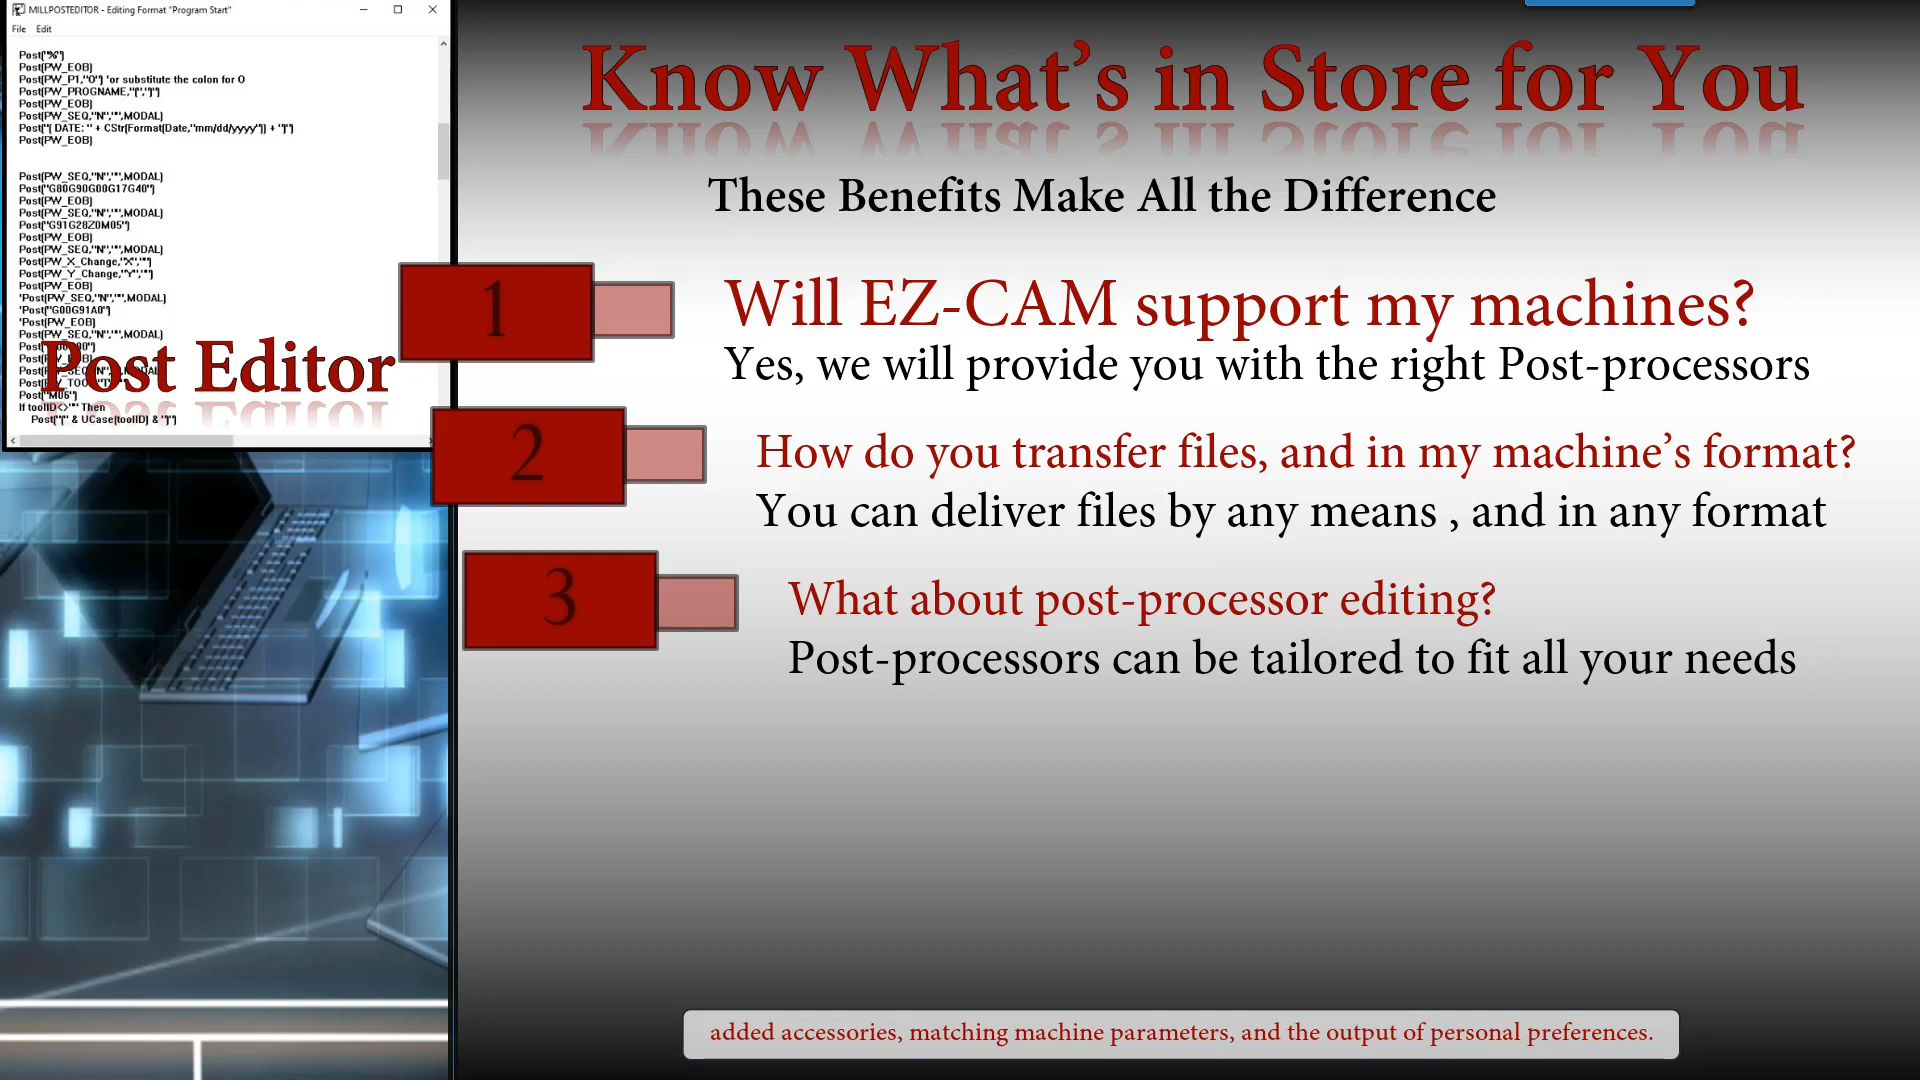 MILLPOSTEDITOR - Editing Format "Program Start"
File Edit
Post("%")
Post(PW_EOB)
Post(PW_P1,"O") 'or substitute the colon for O
Post(PW_PROGNAME,"(",")")
Post(PW_EOB)
Post(PW_SEQ,"N","*",MODAL)
Post("( DATE: " + CStr(Format(Date,"mm/dd/yyyy")) + ")")
Post(PW_EOB)
Post(PW_SEQ,"N","*",MODAL)
Post("G80G90G00G17G40")
Post(PW_EOB)
Post(PW_SEQ,"N","*",MODAL)
Post("G91G28Z0M05")
Post(PW_EOB)
Post(PW_SEQ,"N","*",MODAL)
Post(PW_X_Change,"X","*")
Post(PW_Y_Change,"Y","*")
Post(PW_EOB)
'Post(PW_SEQ,"N","*",MODAL)
'Post("G00G91A0")
'Post(PW_EOB)
Post(PW_SEQ,"N","*",MODAL)
Post("M06")
If toolID<>"" Then
Post("(" & UCase(toolID) & ")")
Post Editor
Know What's in Store for You
These Benefits Make All the Difference
1
Will EZ-CAM support my machines?
Yes, we will provide you with the right Post-processors
2
How do you transfer files, and in my machine's format?
You can deliver files by any means , and in any format
3
What about post-processor editing?
Post-processors can be tailored to fit all your needs
added accessories, matching machine parameters, and the output of personal preferences.